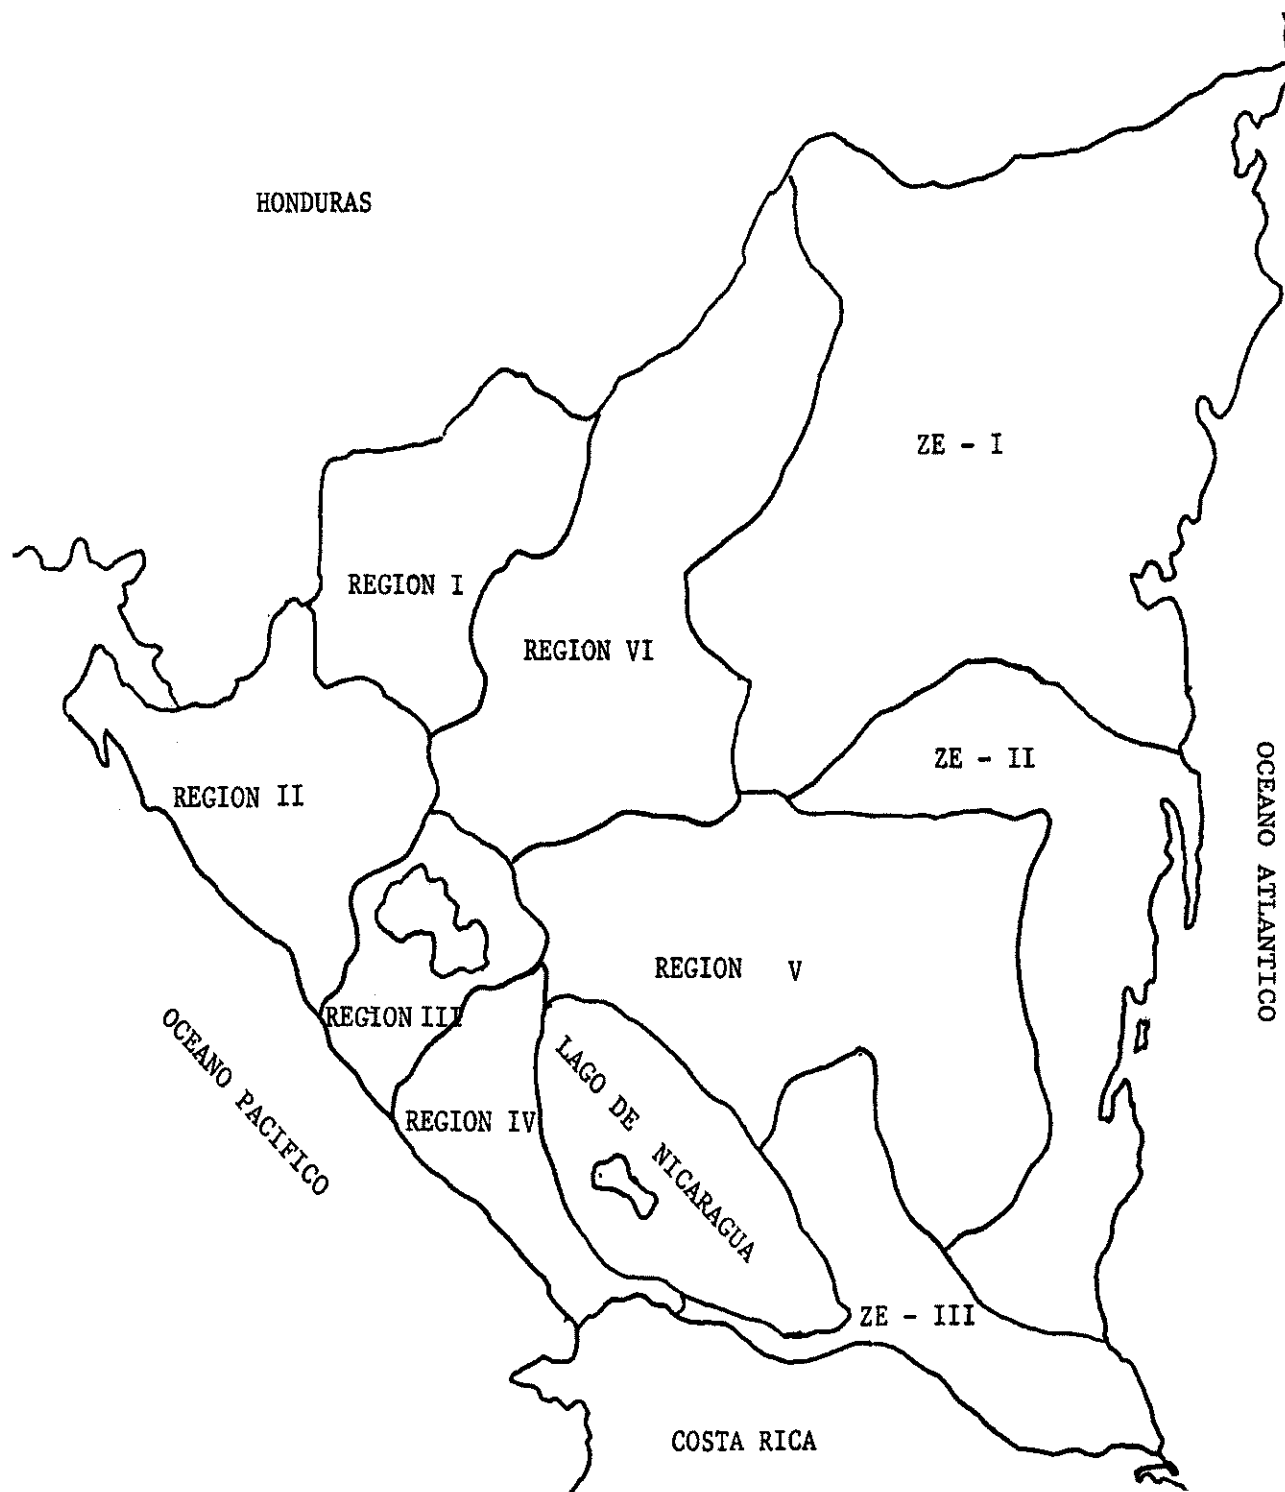 HONDURAS
ZE - I
REGION I
REGION VI
ZE - II
REGION II
OCEANO ATLANTICO
REGION V
REGION III
OCEANO PACIFICO
LAGO DE NICARAGUA
REGION IV
ZE - III
COSTA RICA